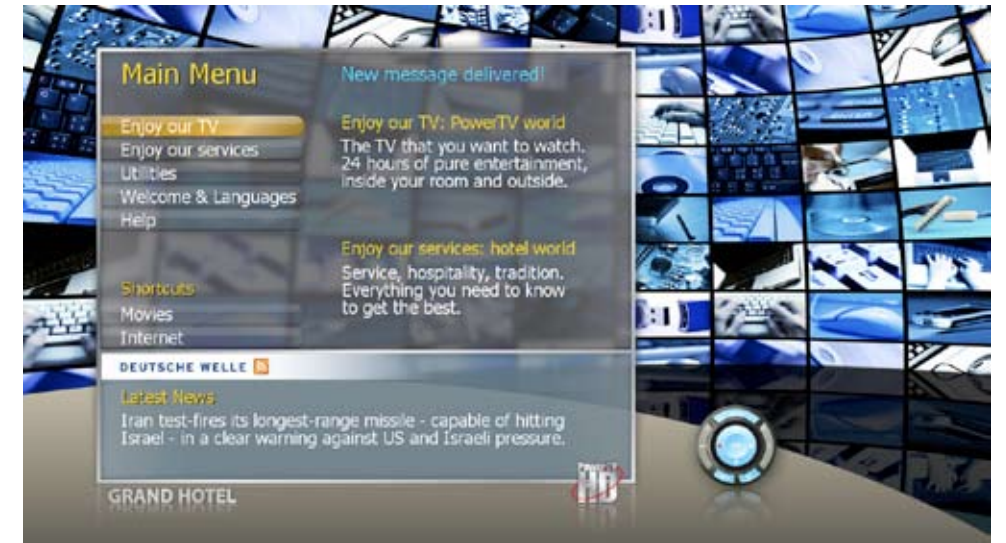 Main Menu
Enjoy our TV
Enjoy our services
Utilities
Welcome & Languages
Help
Shortcuts
Movies
Internet
New message delivered!
Enjoy our TV: PowerTV world
The TV that you want to watch.
24 hours of pure entertainment,
inside your room and outside.
Enjoy our services: hotel world
Service, hospitality, tradition.
Everything you need to know
to get the best.
DEUTSCHE WELLE
Latest News
Iran test-fires its longest-range missile - capable of hitting
Israel - in a clear warning against US and Israeli pressure.
GRAND HOTEL
HD